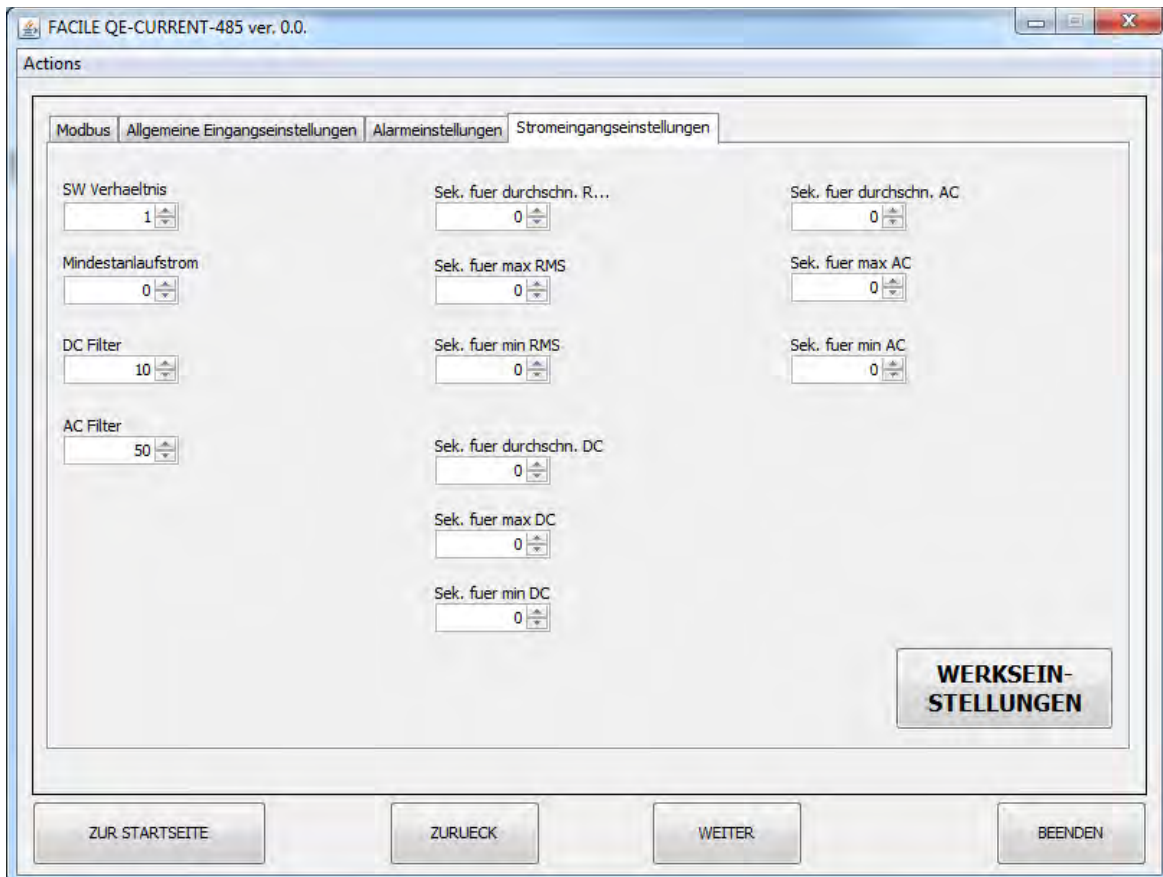 FACILE QE-CURRENT-485 ver. 0.0.
Actions
Modbus Allgemeine Eingangseinstellungen Alarmeinstellungen Stromeingangseinstellungen
SW Verhaeltnis
1
Mindestanlaufstrom
0
DC Filter
10
AC Filter
50
Sek. fuer durchschn. R...
0
Sek. fuer max RMS
0
Sek. fuer min RMS
0
Sek. fuer durchschn. DC
0
Sek. fuer max DC
0
Sek. fuer min DC
0
Sek. fuer durchschn. AC
0
Sek. fuer max AC
0
Sek. fuer min AC
0
WERKSEIN-
STELLUNGEN
ZUR STARTSEITE ZURUECK WEITER BEENDEN